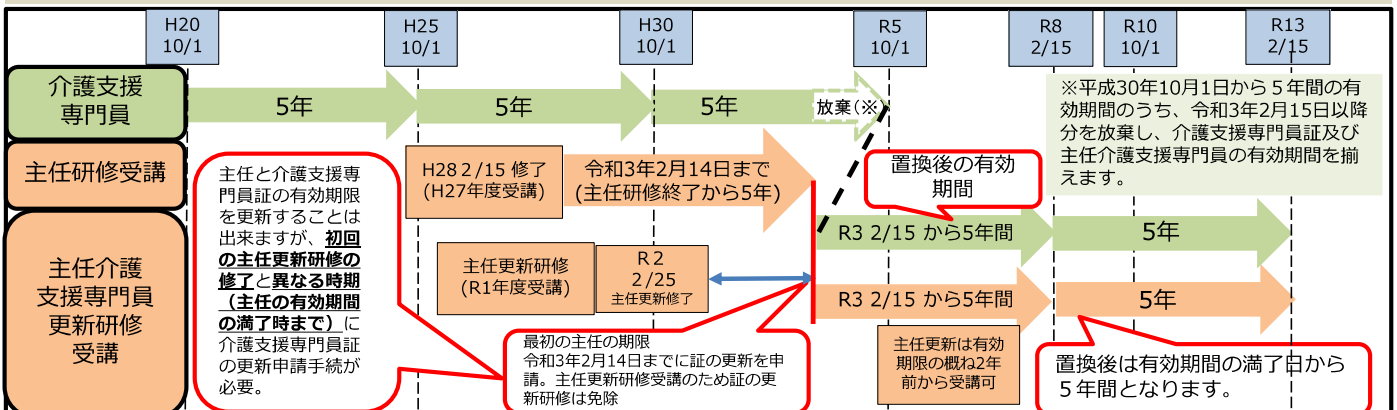 H20
10/1
H25
10/1
H30
10/1
R5
10/1
R8
2/15
R10
10/1
R13
2/15
介護支援
専門員
5年
5年
5年
放棄(※)
※平成30年10月1日から５年間の有
効期間のうち、令和3年2月15日以降
分を放棄し、介護支援専門員証及び
主任介護支援専門員の有効期間を揃
えます。
主任研修受講
H28 2/15 修了
(H27年度受講)
令和3年2月14日まで
(主任研修終了から5年)
置換後の有効
期間
主任と介護支援専
門員証の有効期限
を更新することは
出来ますが、初回
の主任更新研修の
修了と異なる時期
（主任の有効期間
の満了時まで）に
介護支援専門員証
の更新申請手続が
必要。
R3 2/15 から5年間
5年
主任介護
支援専門員
更新研修
受講
主任更新研修
(R1年度受講)
R２
2/25
主任更新修了
R3 2/15 から5年間
5年
最初の主任の期限
令和3年2月14日までに証の更新を申
請。主任更新研修受講のため証の更
新研修は免除
主任更新は有効
期限の概ね2年
前から受講可
置換後は有効期間の満了日から
５年間となります。